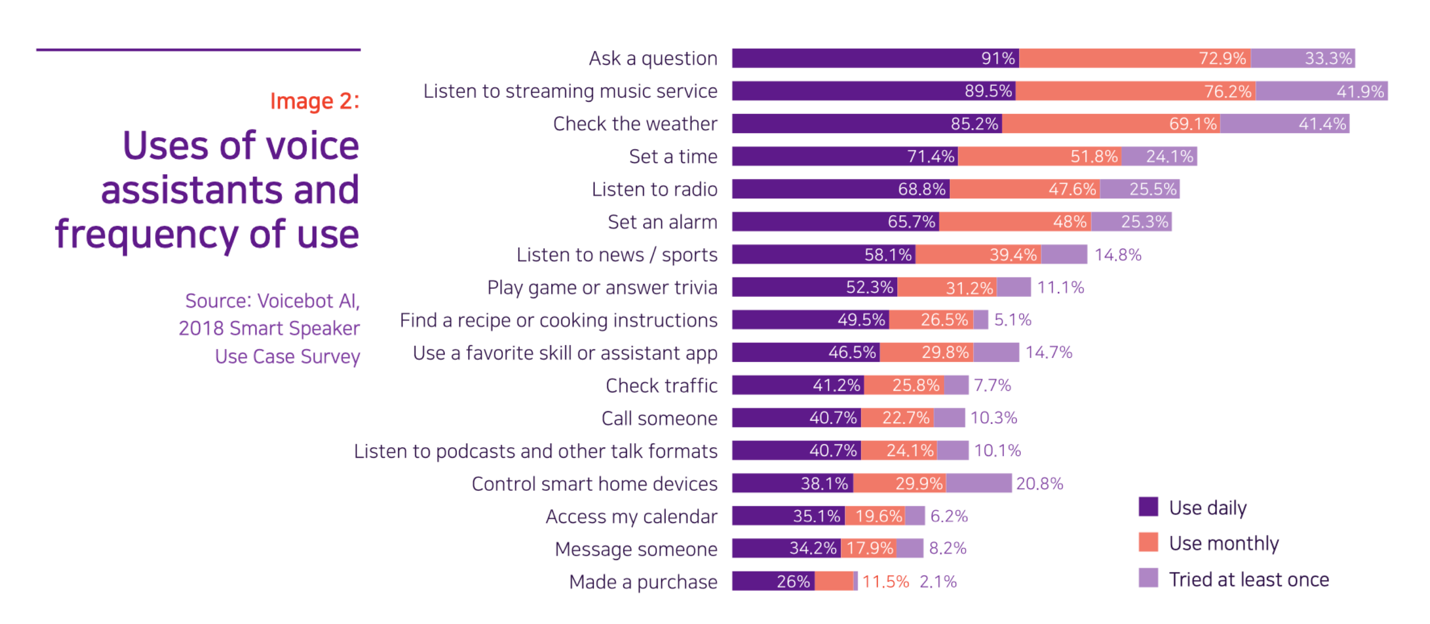 Image 2:
Uses of voice
assistants and
frequency of use
Source: Voicebot AI,
2018 Smart Speaker
Use Case Survey
Ask a question 91% 72.9% 33.3%
Listen to streaming music service 89.5% 76.2% 41.9%
Check the weather 85.2% 69.1% 41.4%
Set a time 71.4% 51.8% 24.1%
Listen to radio 68.8% 47.6% 25.5%
Set an alarm 65.7% 48% 25.3%
Listen to news / sports 58.1% 39.4% 14.8%
Play game or answer trivia 52.3% 31.2% 11.1%
Find a recipe or cooking instructions 49.5% 26.5% 5.1%
Use a favorite skill or assistant app 46.5% 29.8% 14.7%
Check traffic 41.2% 25.8% 7.7%
Call someone 40.7% 22.7% 10.3%
Listen to podcasts and other talk formats 40.7% 24.1% 10.1%
Control smart home devices 38.1% 29.9% 20.8%
Access my calendar 35.1% 19.6% 6.2%
Message someone 34.2% 17.9% 8.2%
Made a purchase 26% 11.5% 2.1%
Use daily
Use monthly
Tried at least once